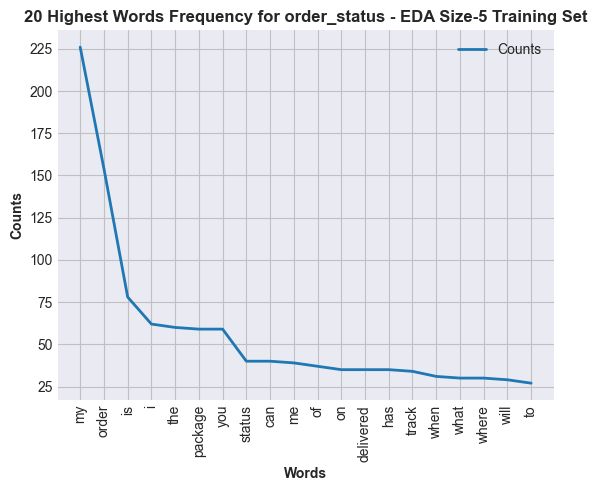 20 Highest Words Frequency for order_status - EDA Size-5 Training Set
Counts
225
200
175
150
125
100
75
50
25
Counts
my
order
is
i
the
package
you
status
can
me
of
on
delivered
has
track
when
what
where
will
to
Words